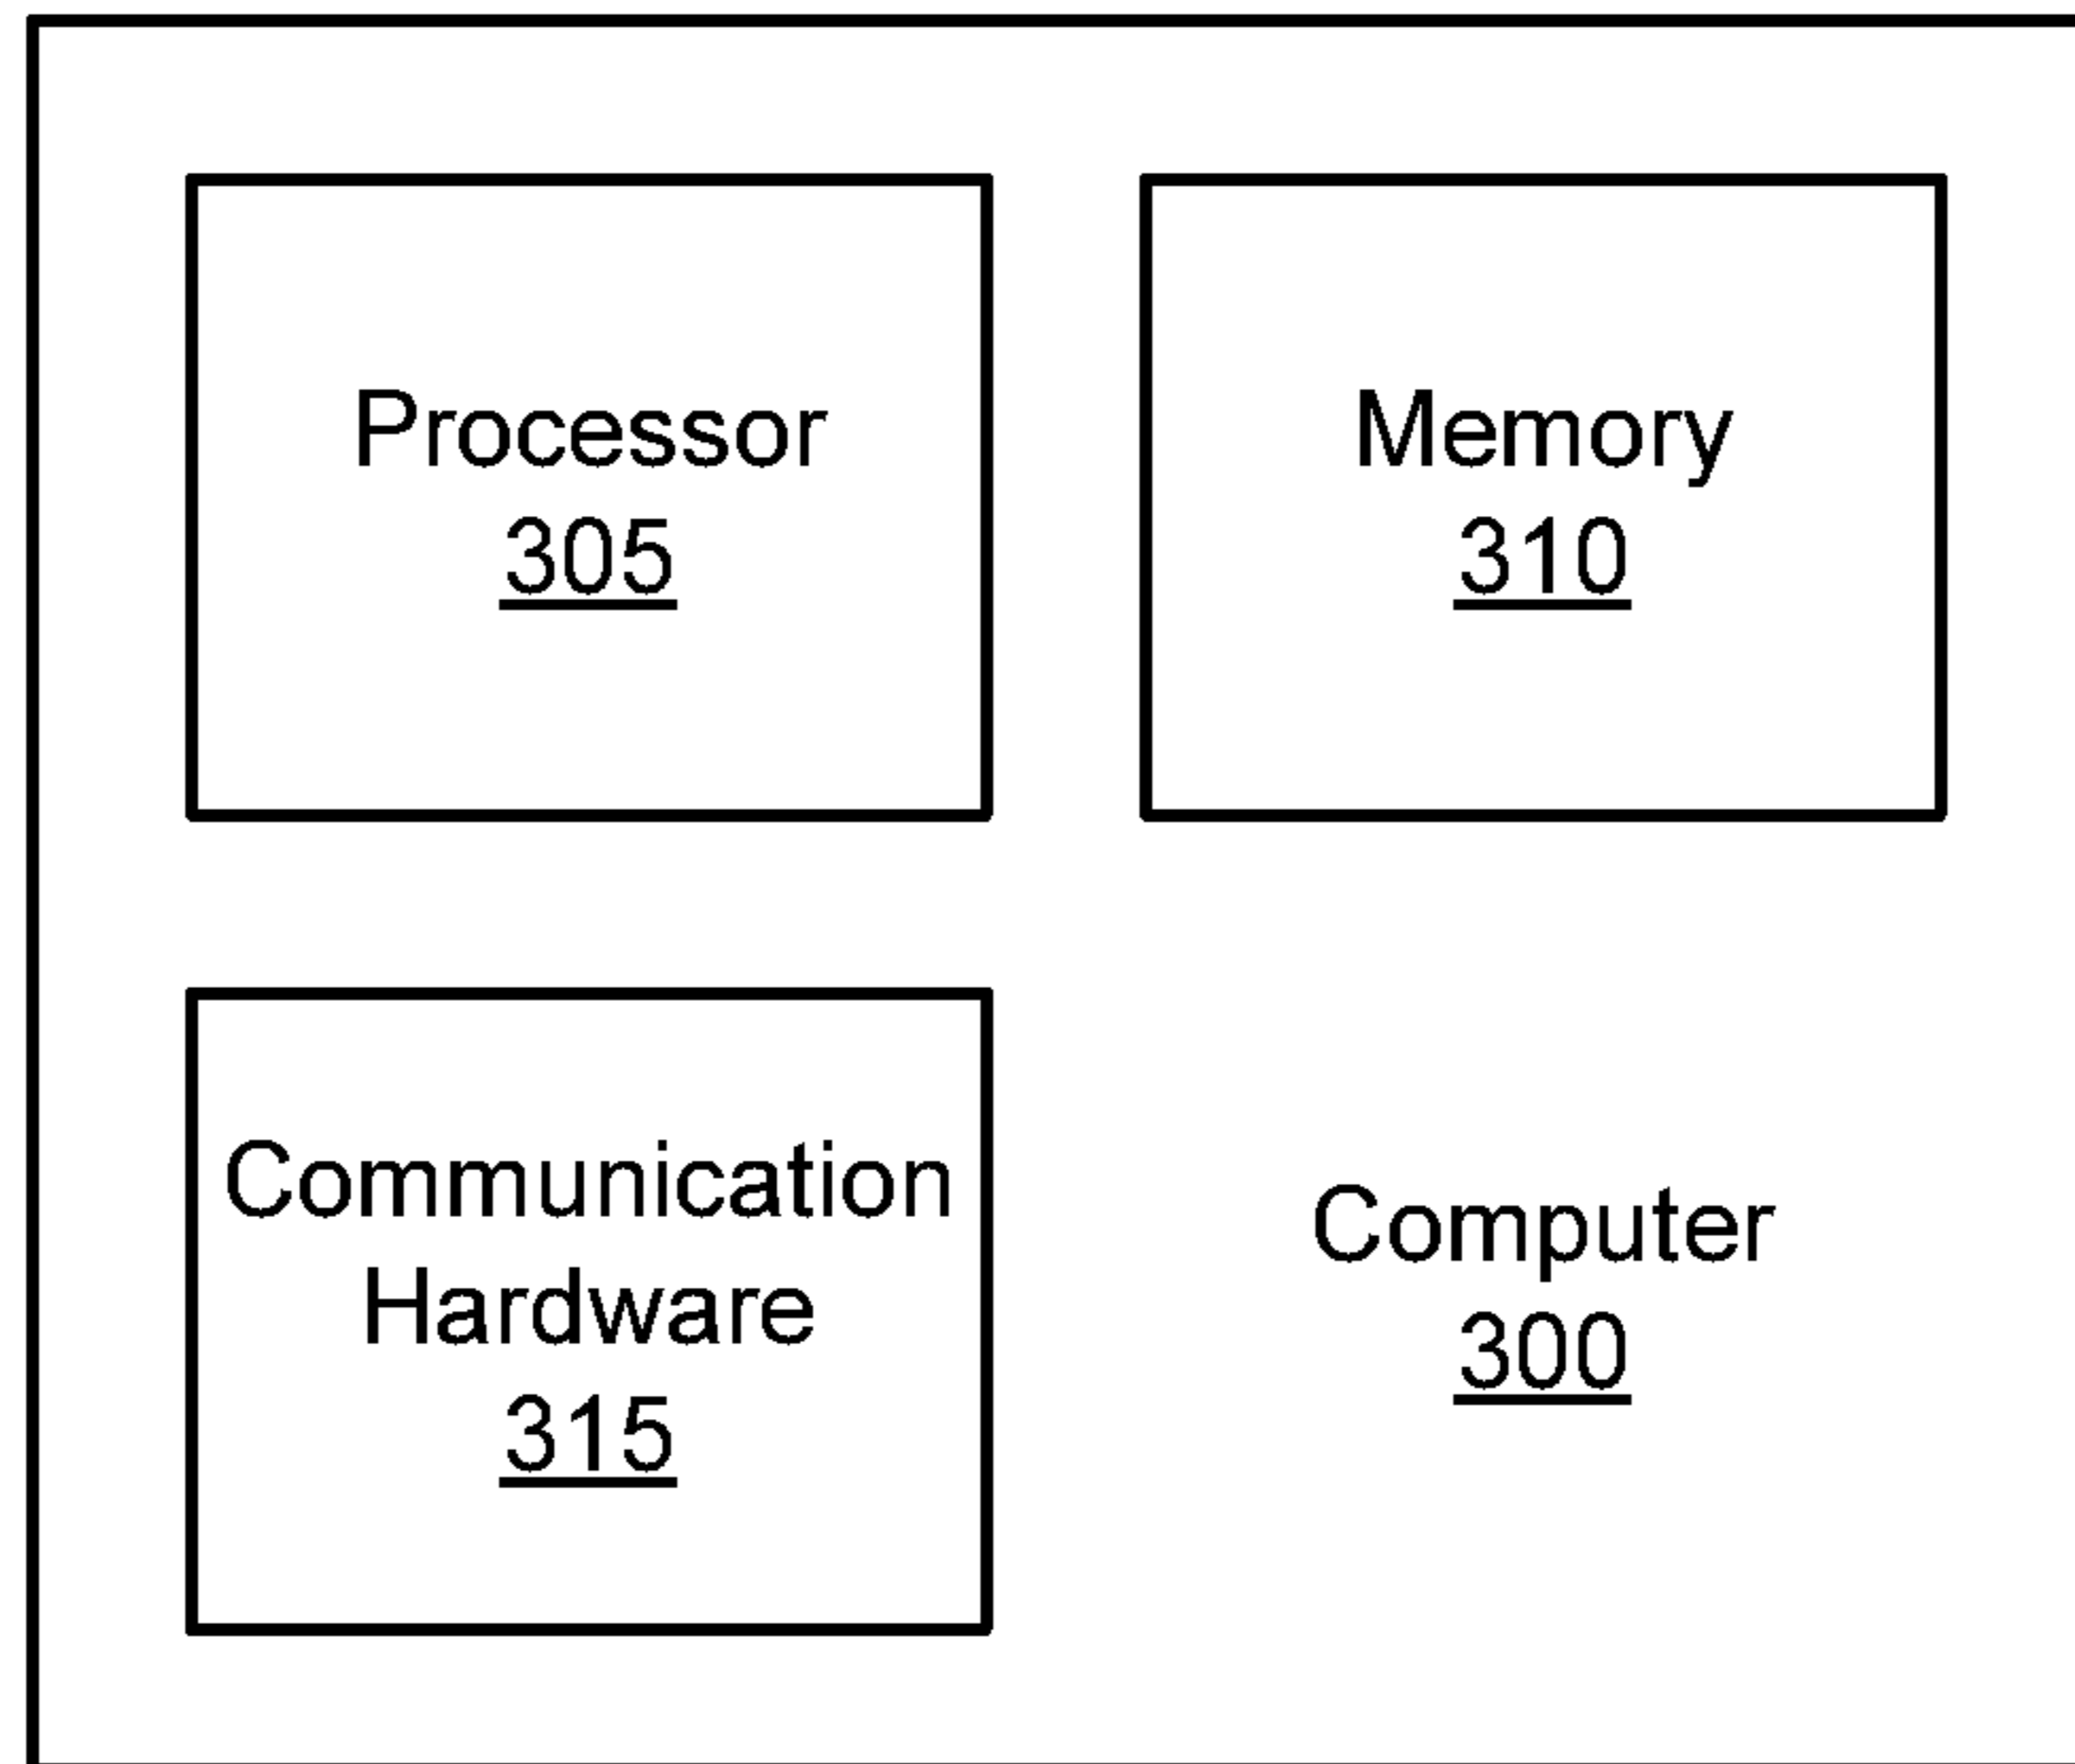 Processor
305
Memory
310
Communication
Hardware
315
Computer
300